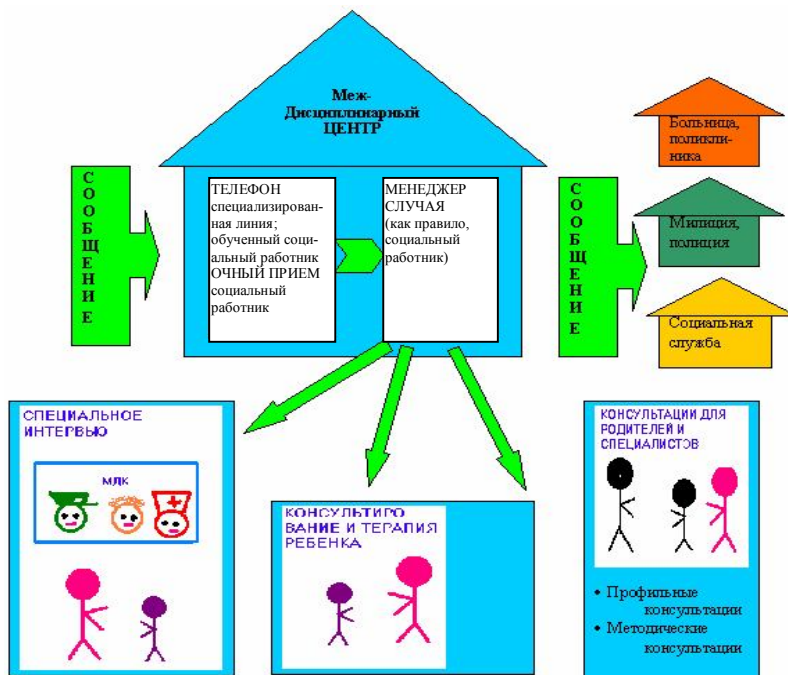 Меж-
Дисциплинарный
ЦЕНТР
СООБЩЕНИЕ
ТЕЛЕФОН
специализирован-
ная линия;
обученный соци-
альный работник
ОЧНЫЙ ПРИЕМ
социальный
работник
МЕНЕДЖЕР
СЛУЧАЯ
(как правило,
социальный
работник)
СООБЩЕНИЕ
Больница,
поликли-
ника
Милиция,
полиция
Социальная
служба
СПЕЦИАЛЬНОЕ
ИНТЕРВЬЮ
МДК
КОНСУЛЬТИРО
ВАНИЕ И ТЕРАПИЯ
РЕБЕНКА
КОНСУЛЬТАЦИИ ДЛЯ
РОДИТЕЛЕЙ И
СПЕЦИАЛИСТОВ
• Профильные
консультации
• Методические
консультации